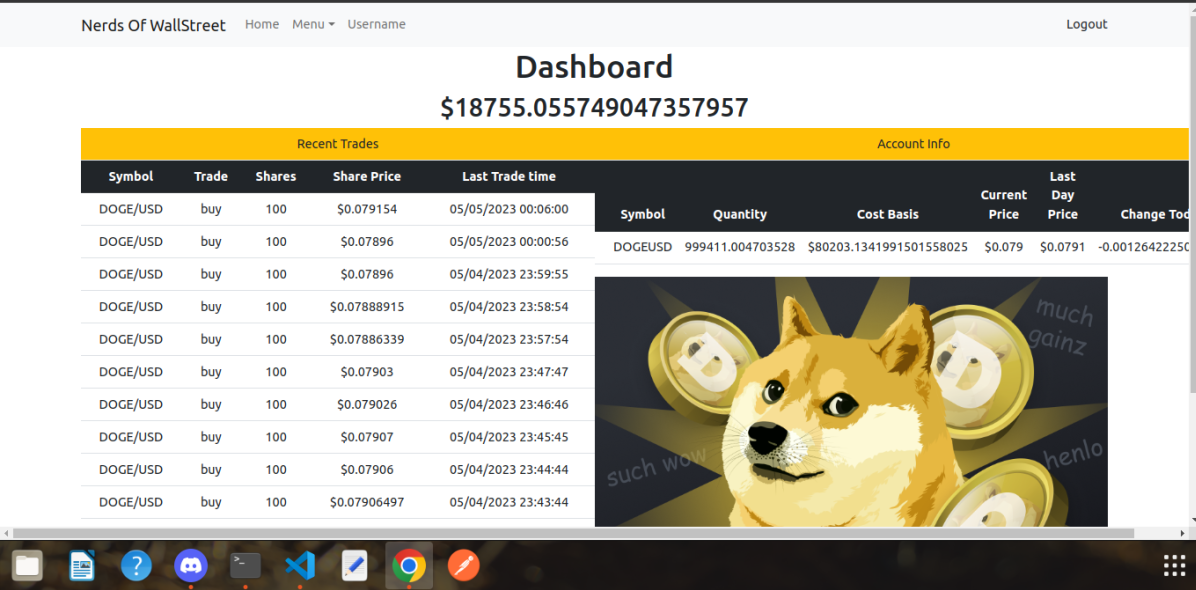 Nerds Of WallStreet Home Menu Username Logout
Dashboard
$18755.055749047357957
Recent Trades Account Info
Symbol Trade Shares Share Price Last Trade time
DOGE/USD buy 100 $0.079154 05/05/2023 00:06:00
DOGE/USD buy 100 $0.07896 05/05/2023 00:00:56
DOGE/USD buy 100 $0.07896 05/04/2023 23:59:55
DOGE/USD buy 100 $0.07888915 05/04/2023 23:58:54
DOGE/USD buy 100 $0.07886339 05/04/2023 23:57:54
DOGE/USD buy 100 $0.07903 05/04/2023 23:47:47
DOGE/USD buy 100 $0.079026 05/04/2023 23:46:46
DOGE/USD buy 100 $0.07907 05/04/2023 23:45:45
DOGE/USD buy 100 $0.07906 05/04/2023 23:44:44
DOGE/USD buy 100 $0.07906497 05/04/2023 23:43:44
Symbol Quantity Cost Basis Current Price Last Day Price Change Tod
DOGEUSD 999411.004703528 $80203.1341991501558025 $0.079 $0.0791 -0.00126422250
much
gainz
such wow
henlo